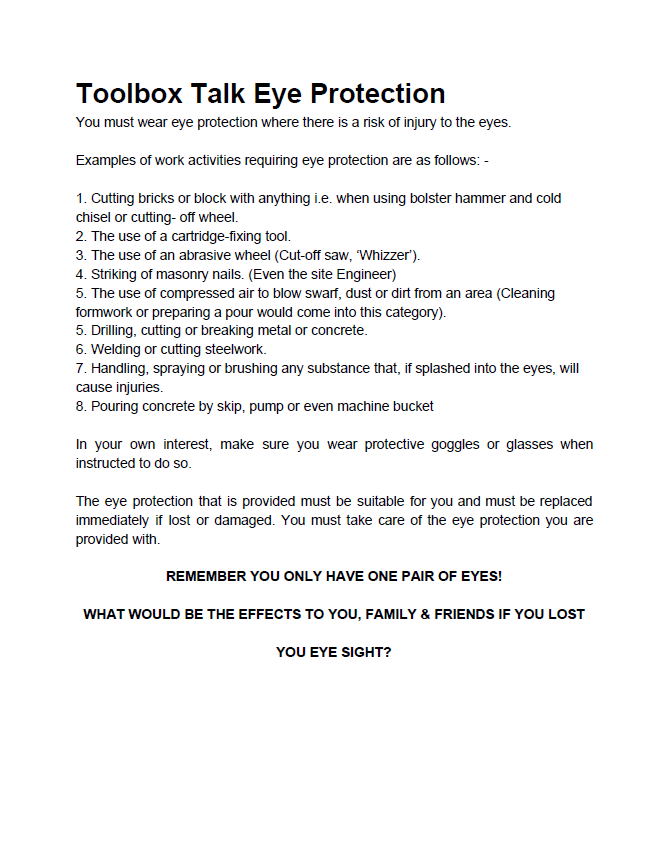 Toolbox Talk Eye Protection
You must wear eye protection where there is a risk of injury to the eyes.
Examples of work activities requiring eye protection are as follows: -
1. Cutting bricks or block with anything i.e. when using bolster hammer and cold
chisel or cutting- off wheel.
2. The use of a cartridge-fixing tool.
3. The use of an abrasive wheel (Cut-off saw, ‘Whizzer’).
4. Striking of masonry nails. (Even the site Engineer)
5. The use of compressed air to blow swarf, dust or dirt from an area (Cleaning
formwork or preparing a pour would come into this category).
5. Drilling, cutting or breaking metal or concrete.
6. Welding or cutting steelwork.
7. Handling, spraying or brushing any substance that, if splashed into the eyes, will
cause injuries.
8. Pouring concrete by skip, pump or even machine bucket
In your own interest, make sure you wear protective goggles or glasses when
instructed to do so.
The eye protection that is provided must be suitable for you and must be replaced
immediately if lost or damaged. You must take care of the eye protection you are
provided with.
REMEMBER YOU ONLY HAVE ONE PAIR OF EYES!
WHAT WOULD BE THE EFFECTS TO YOU, FAMILY & FRIENDS IF YOU LOST
YOU EYE SIGHT?